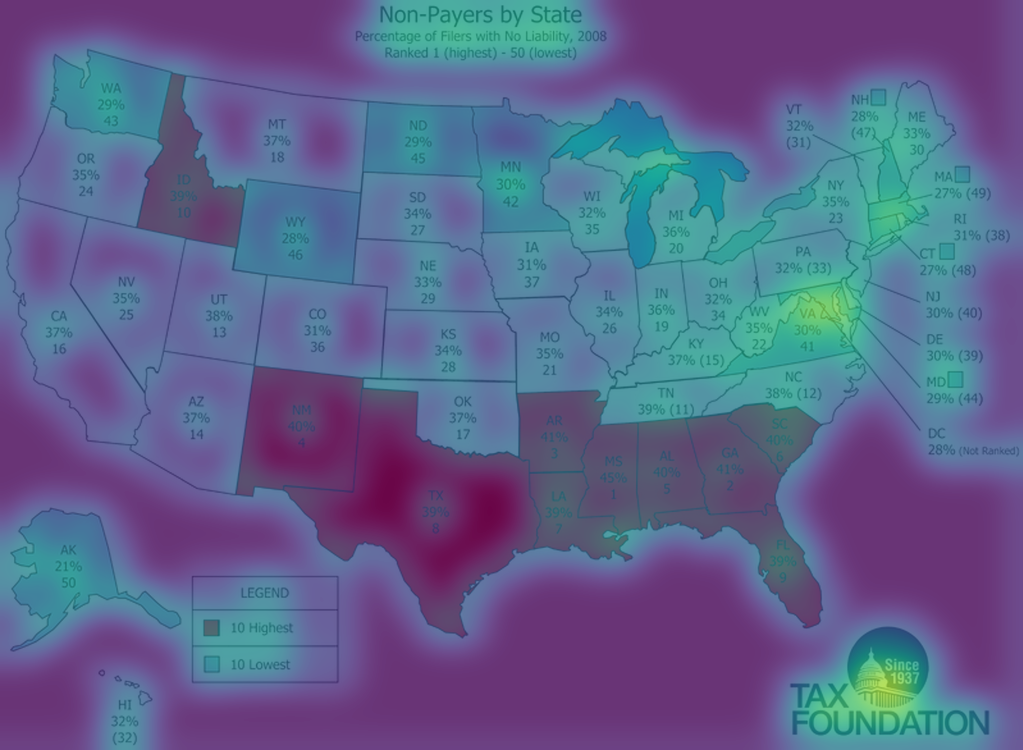 Non-Payers by State
Percentage of Filers with No Liability, 2008
Ranked 1 (highest) - 50 (lowest)
WA
29%
43
OR
35%
24
CA
37%
16
NV
35%
25
ID
39%
10
MT
37%
18
WY
28%
46
UT
38%
13
AZ
37%
14
CO
31%
36
NM
40%
4
ND
29%
45
SD
34%
27
NE
33%
29
KS
34%
28
OK
37%
17
TX
39%
8
MN
30%
42
IA
31%
37
MO
35%
21
AR
41%
3
LA
39%
7
WI
32%
35
IL
34%
26
MI
36%
20
IN
36%
19
OH
32%
34
KY
37% (15)
TN
39% (11)
MS
45%
1
AL
40%
5
GA
41%
2
FL
39%
9
SC
40%
6
NC
38% (12)
VA
30%
41
WV
35%
22
PA
32% (33)
NY
35%
23
VT
32%
(31)
NH
28%
(47)
ME
33%
30
MA
27% (49)
RI
31% (38)
CT
27% (48)
NJ
30% (40)
DE
30% (39)
MD
29% (44)
DC
28% (Not Ranked)
AK
21%
50
HI
32%
(32)
LEGEND
10 Highest
10 Lowest
Since
1937
TAX
FOUNDATION